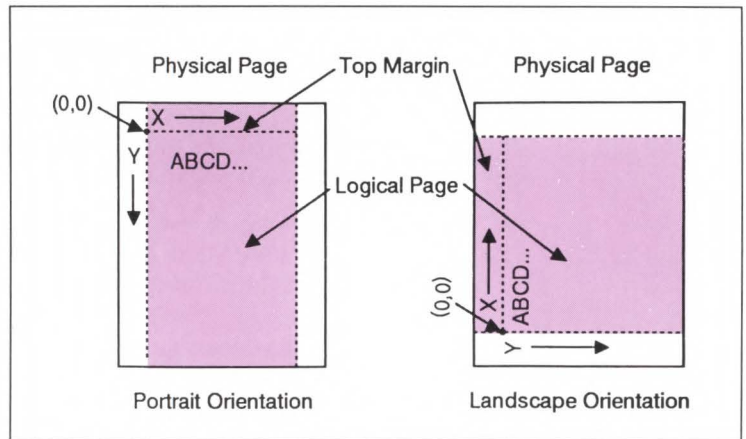 Physical Page
Top Margin
Physical Page
(0,0)
X
Y
ABCD...
Logical Page
(0,0)
X
ABCD...
Y
Portrait Orientation
Landscape Orientation